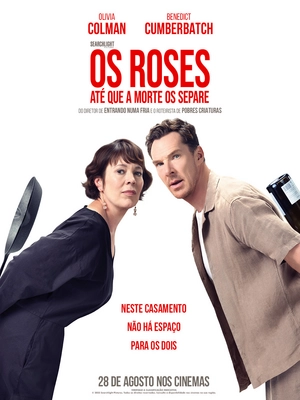 OLIVIA
COLMAN
BENEDICT
CUMBERBATCH
SEARCHLIGHT
OS ROSES
ATÉ QUE A MORTE OS SEPARE
DO DIRETOR DE ENTRANDO NUMA FRIA E O ROTEIRISTA DE POBRES CRIATURAS
NESTE CASAMENTO
NÃO HÁ ESPAÇO
PARA OS DOIS
28 DE AGOSTO NOS CINEMAS